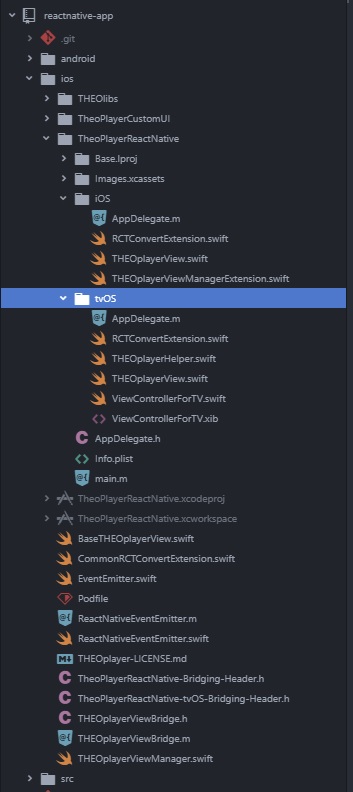 reactnative-app
.git
android
ios
THEOlibs
TheoPlayerCustomUI
TheoPlayerReactNative
Base.lproj
Images.xcassets
iOS
AppDelegate.m
RCTConvertExtension.swift
THEOplayerView.swift
THEOplayerViewManagerExtension.swift
tvOS
AppDelegate.m
RCTConvertExtension.swift
THEOplayerHelper.swift
THEOplayerView.swift
ViewControllerForTV.swift
ViewControllerForTV.xib
AppDelegate.h
Info.plist
main.m
TheoPlayerReactNative.xcodeproj
TheoPlayerReactNative.xcworkspace
BaseTHEOplayerView.swift
CommonRCTConvertExtension.swift
EventEmitter.swift
Podfile
ReactNativeEventEmitter.m
ReactNativeEventEmitter.swift
THEOplayer-LICENSE.md
TheoPlayerReactNative-Bridging-Header.h
TheoPlayerReactNative-tvOS-Bridging-Header.h
THEOplayerViewBridge.h
THEOplayerViewBridge.m
THEOplayerViewManager.swift
src